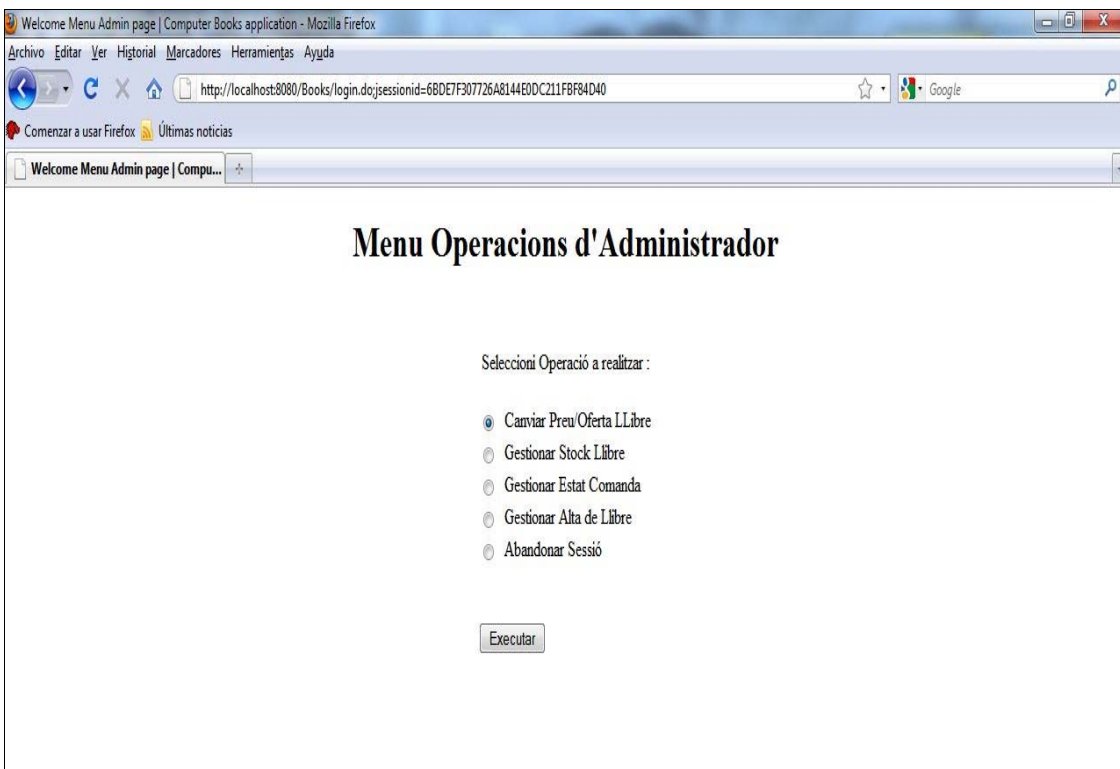 Welcome Menu Admin page | Computer Books application - Mozilla Firefox
Archivo Editar Ver Historial Marcadores Herramientas Ayuda
http://localhost:8080/Books/login.do;jsessionid=6BDE7F307726A8144E0DC211FBF84D40
Google
Comenzar a usar Firefox Últimas noticias
Welcome Menu Admin page | Compu...
Menu Operacions d'Administrador
Seleccioni Operació a realitzar :
Canviar Preu/Oferta LLibre
Gestionar Stock Llibre
Gestionar Estat Comanda
Gestionar Alta de Llibre
Abandonar Sessió
Executar